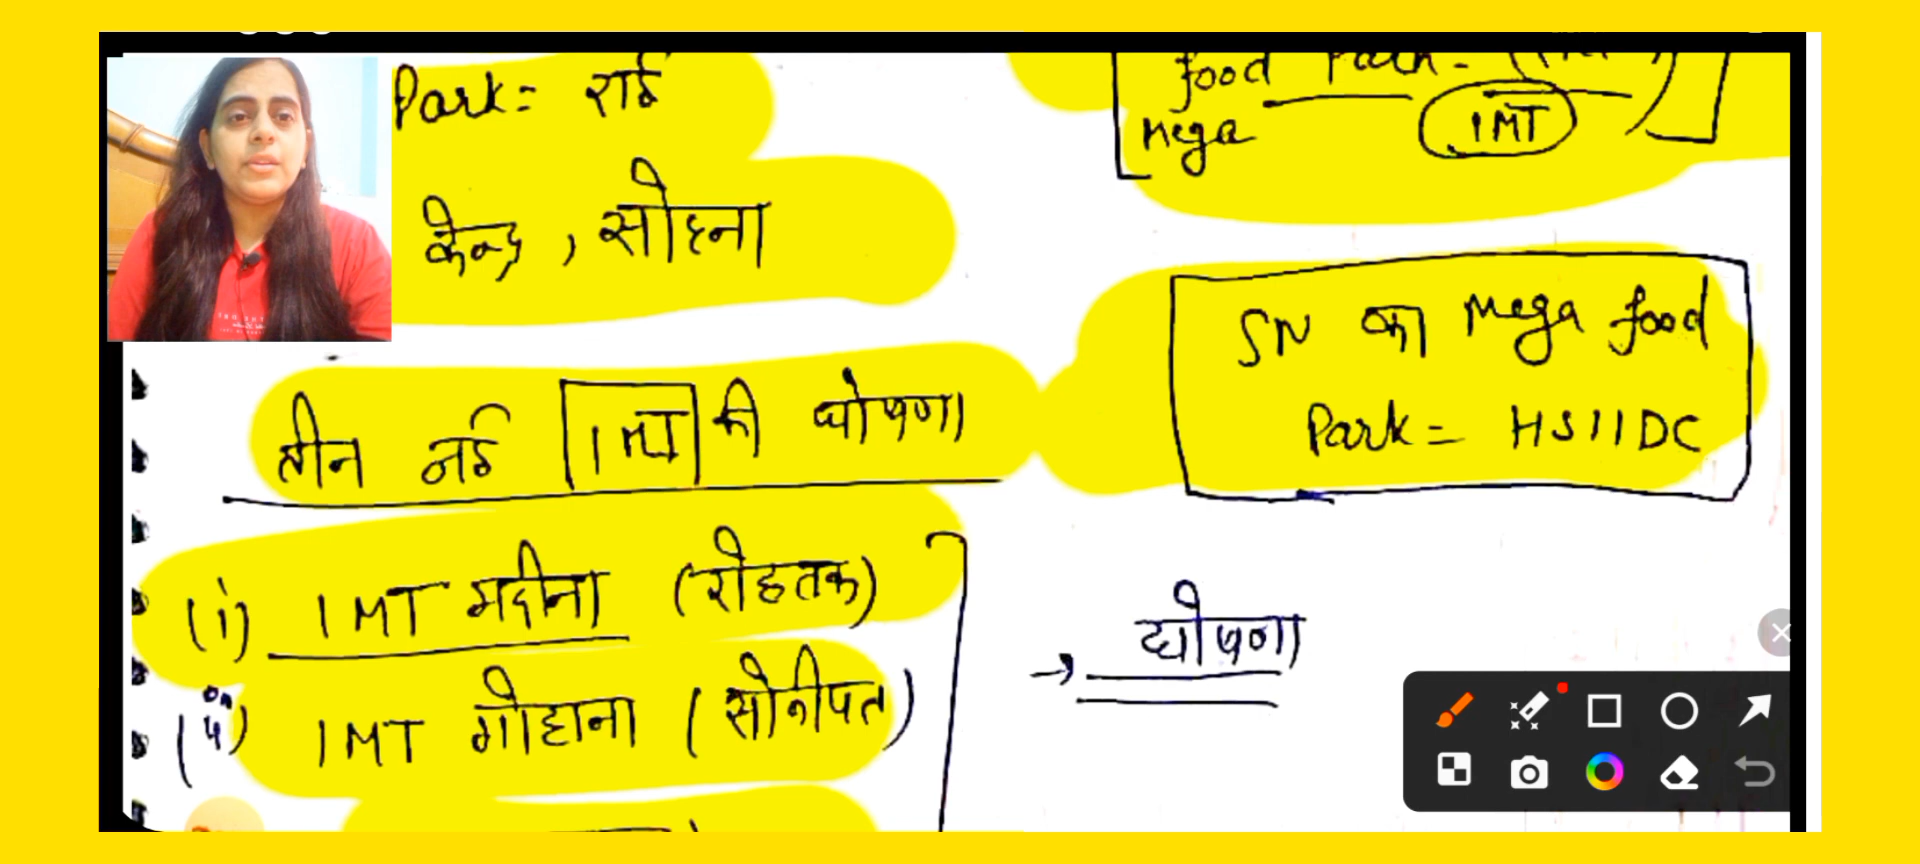 Park = राई
केन्द्र, सोहना
तीन नई IMT की घोषणा
(i) IMT मदीना (रोहतक)
(ii) IMT गोहाना (सोनीपत)
food Park =
Mega IMT
SN का Mega food
Park = HSIIDC
→ घोषणा